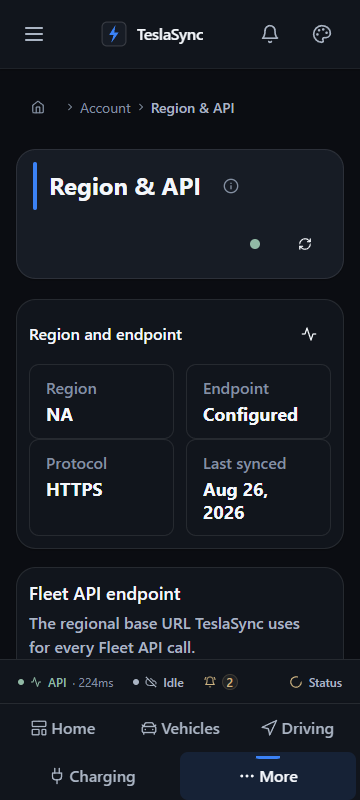 TeslaSync
Account
Region & API
Region & API
Region and endpoint
Region
NA
Endpoint
Configured
Protocol
HTTPS
Last synced
Aug 26,
2026
Fleet API endpoint
The regional base URL TeslaSync uses
for every Fleet API call.
API · 224ms
Idle
2
Status
Home
Vehicles
Driving
Charging
More